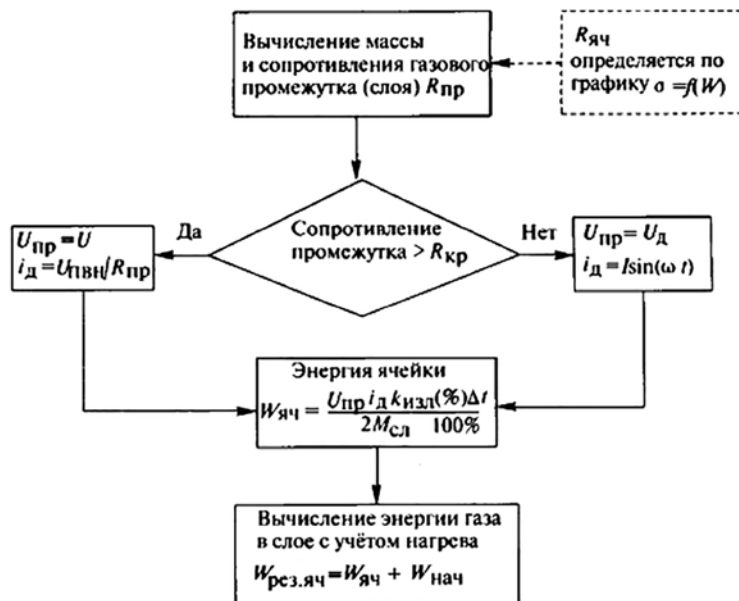 Вычисление массы
и сопротивления газового
промежутка (слоя) Rпр
Rяч
определяется по
графику σ =f(W)
Сопротивление
промежутка > Rкр
Да
Нет
Uпр = U
iд = UПВН/Rпр
Uпр = Uд
iд = Isin(ω t)
Энергия ячейки
Wяч = Uпр iд kизл(%)Δt
2Mсл 100%
Вычисление энергии газа
в слое с учётом нагрева
Wрез.яч=Wяч + Wнач